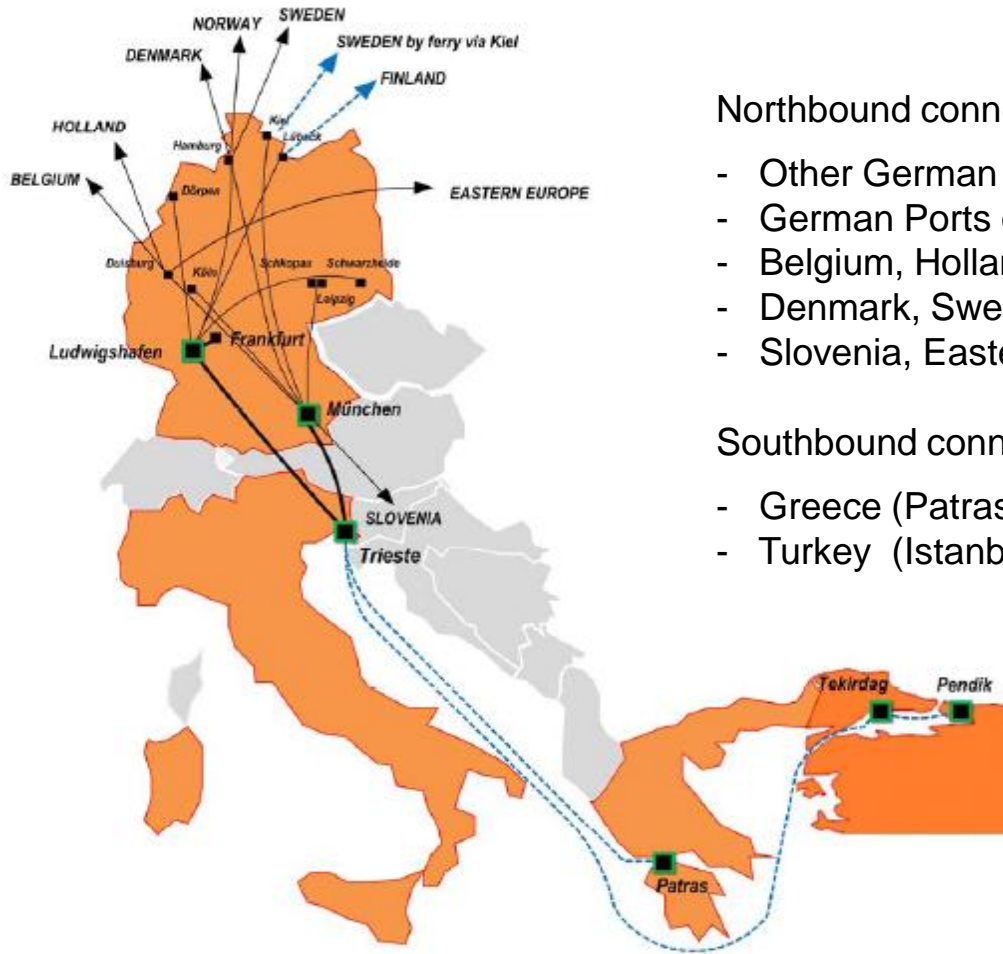 NORWAY
SWEDEN
DENMARK
SWEDEN by ferry via Kiel
FINLAND
HOLLAND
BELGIUM
EASTERN EUROPE
Kiel
Lübeck
Hamburg
Dörpen
Duisburg
Köln
Schkopau
Schwarzheide
Leipzig
Frankfurt
Ludwigshafen
München
SLOVENIA
Trieste
Tekirdag
Pendik
Patras
Northbound conn
- Other German
- German Ports
- Belgium, Holla
- Denmark, Swe
- Slovenia, Easte
Southbound conn
- Greece (Patras
- Turkey (Istanb